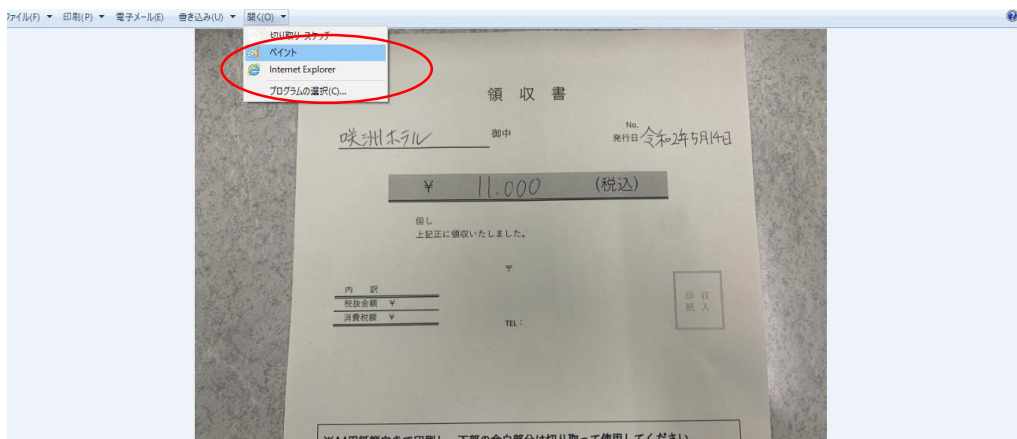 ファイル(F) 印刷(P) 電子メール(E) 書き込み(U) 開く(O)
切り取り スケッチ
ペイント
Internet Explorer
プログラムの選択(C)...
領 収 書
咲洲ホテル 御中
No.
発行日 令和2年5月14日
¥ 11.000 (税込)
但し
上記正に領収いたしました。
〒
内 訳
税抜金額 ¥
消費税額 ¥
TEL：
印 収
紙 入